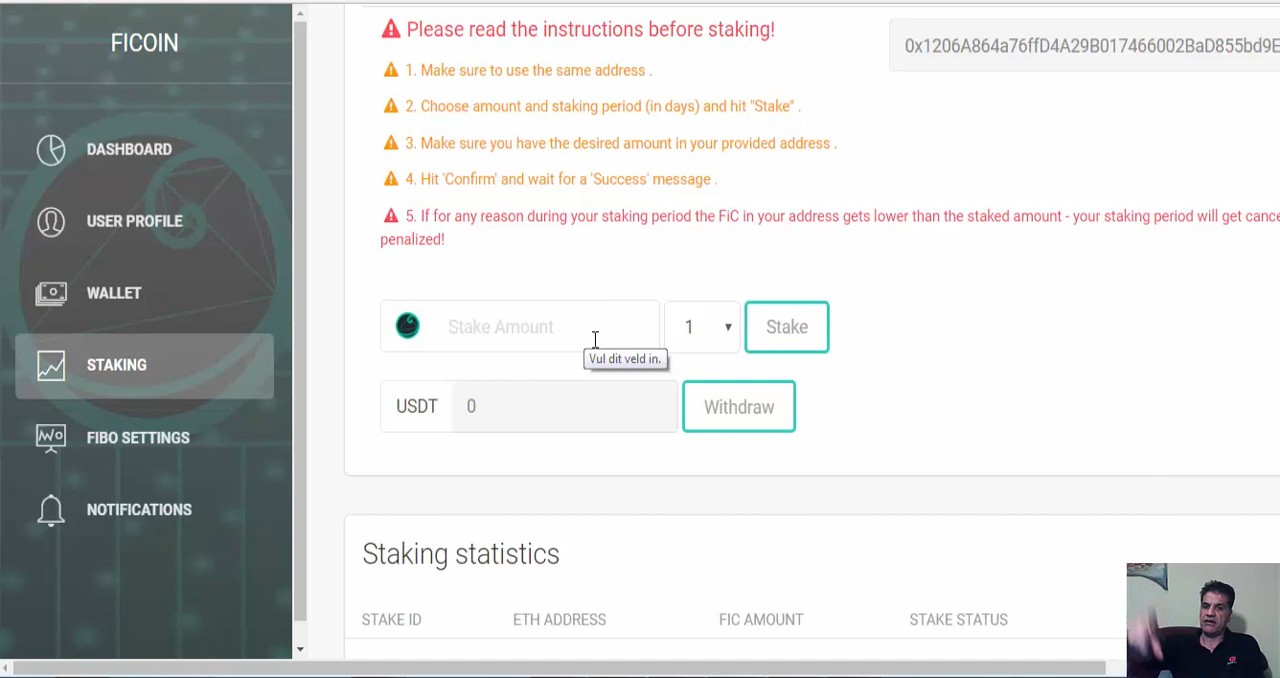 FICOIN
DASHBOARD
USER PROFILE
WALLET
STAKING
FIBO SETTINGS
NOTIFICATIONS
Please read the instructions before staking!
0x1206A864a76ffD4A29B017466002BaD855bd9E
1. Make sure to use the same address .
2. Choose amount and staking period (in days) and hit "Stake" .
3. Make sure you have the desired amount in your provided address .
4. Hit 'Confirm' and wait for a 'Success' message .
5. If for any reason during your staking period the FiC in your address gets lower than the staked amount - your staking period will get cance
penalized!
Stake Amount 1 Stake
Vul dit veld in.
USDT 0 Withdraw
Staking statistics
STAKE ID ETH ADDRESS FIC AMOUNT STAKE STATUS